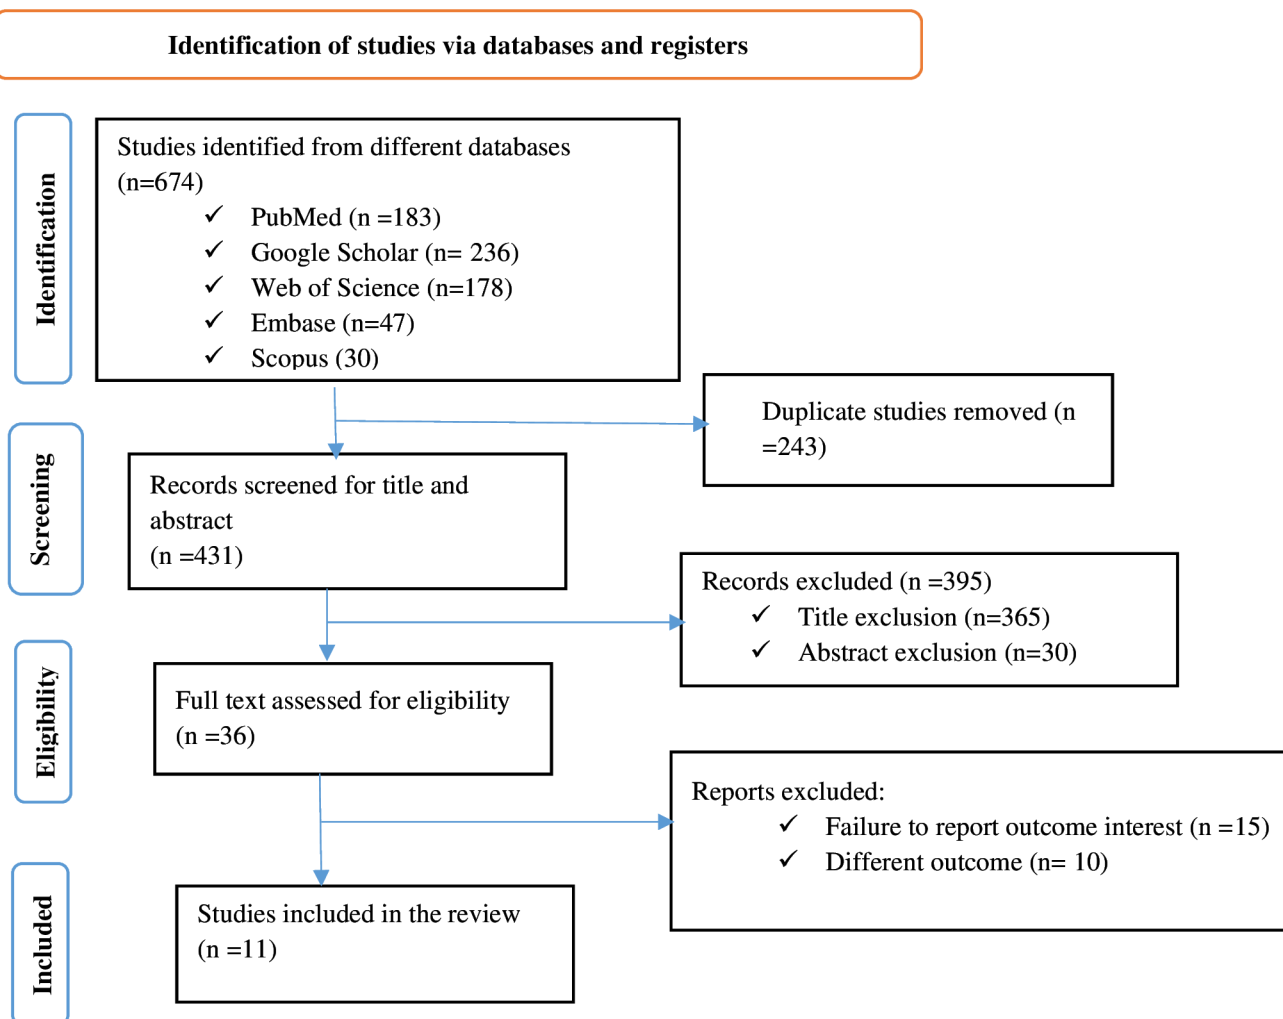 Identification of studies via databases and registers
Identification
Studies identified from different databases
(n=674)
✓ PubMed (n =183)
✓ Google Scholar (n= 236)
✓ Web of Science (n=178)
✓ Embase (n=47)
✓ Scopus (30)
Duplicate studies removed (n
=243)
Screening
Records screened for title and
abstract
(n =431)
Records excluded (n =395)
✓ Title exclusion (n=365)
✓ Abstract exclusion (n=30)
Eligibility
Full text assessed for eligibility
(n =36)
Reports excluded:
✓ Failure to report outcome interest (n =15)
✓ Different outcome (n= 10)
Included
Studies included in the review
(n =11)